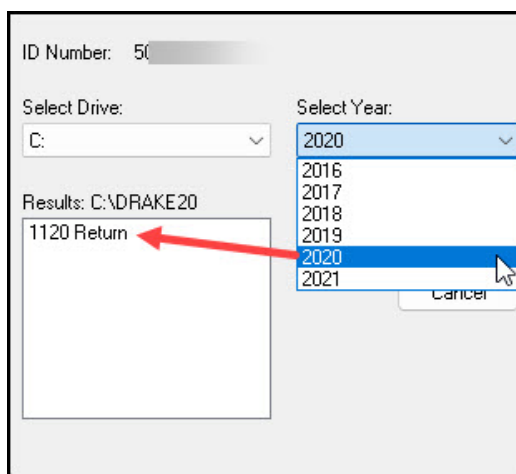 ID Number: 50
Select Drive:
C:
Select Year:
2020
2016
2017
2018
2019
2020
2021
Results: C:\DRAKE20
1120 Return
Cancel